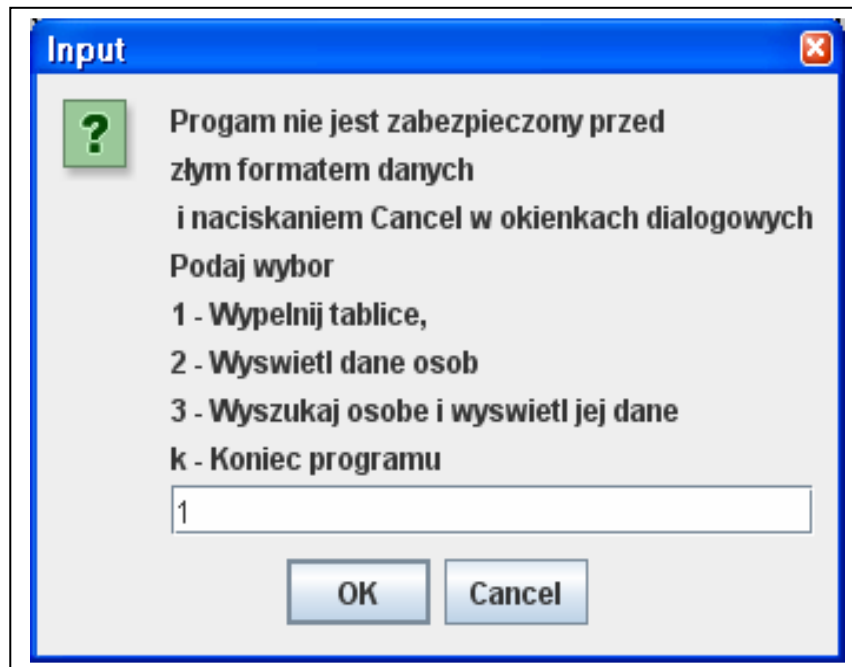 Input
?
Progam nie jest zabezpieczony przed
złym formatem danych
i naciskaniem Cancel w okienkach dialogowych
Podaj wybor
1 - Wypelnij tablice,
2 - Wyswietl dane osob
3 - Wyszukaj osobe i wyswietl jej dane
k - Koniec programu
1
OK Cancel